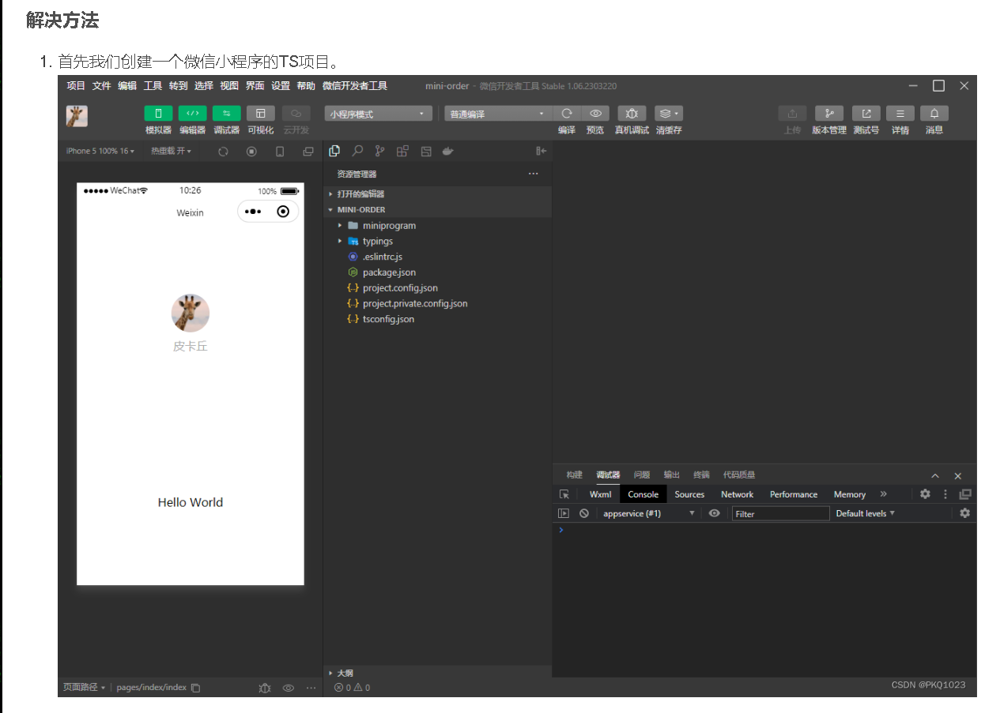 解决方法
1. 首先我们创建一个微信小程序的TS项目。
项目 文件 编辑 工具 转到 选择 视图 界面 设置 帮助 微信开发者工具 mini-order - 微信开发者工具 Stable 1.06.2303220
小程序模式 普通编译
模拟器 编辑器 调试器 可视化 云开发 编译 预览 真机调试 清缓存 上传 版本管理 测试号 详情 消息
iPhone 5 100% 16 热重载 开
资源管理器
WeChat 10:26 100%
打开的编辑器
Weixin
MINI-ORDER
miniprogram
TS typings
.eslintrc.js
package.json
{..} project.config.json
{..} project.private.config.json
{..} tsconfig.json
皮卡丘
Hello World
构建 调试器 问题 输出 终端 代码质量
Wxml Console Sources Network Performance Memory »
appservice (#1) Filter Default levels
›
大纲
页面路径 | pages/index/index
0 0
CSDN @PKQ1023